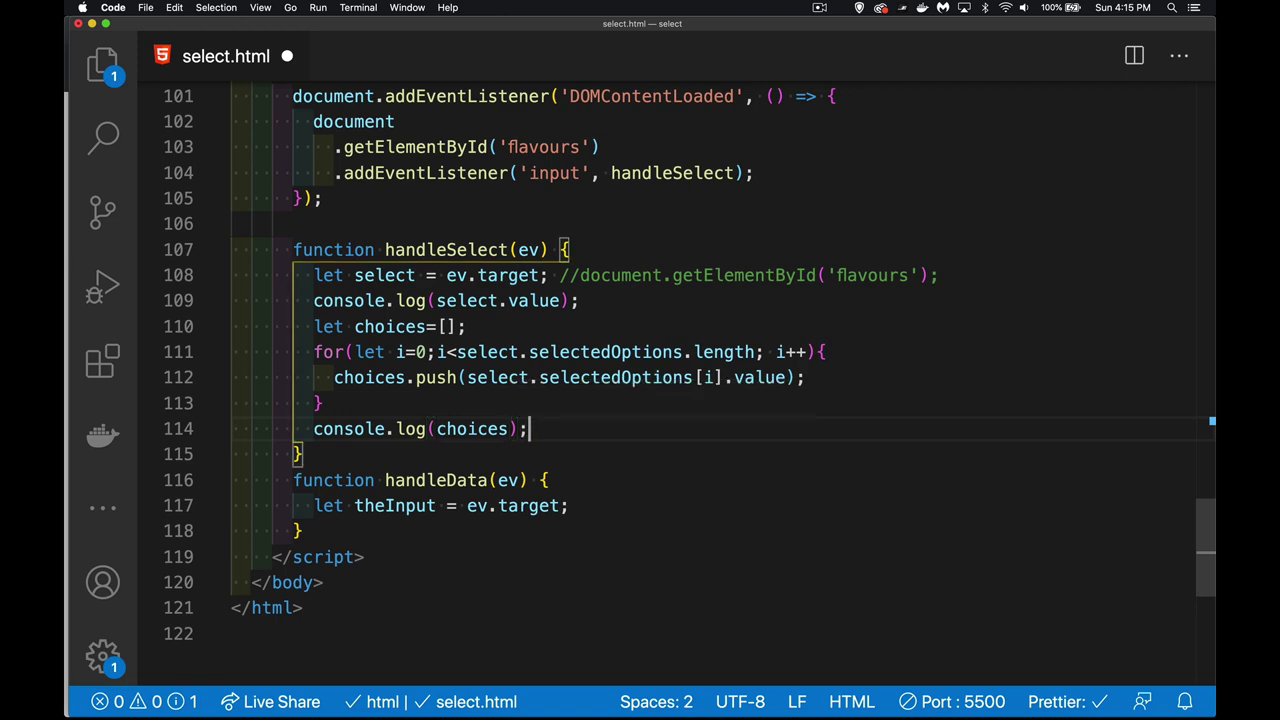 Code File Edit Selection View Go Run Terminal Window Help 100% Sun 4:15 PM
select.html — select
select.html
1
101 document.addEventListener('DOMContentLoaded', () => {
102 document
103 .getElementById('flavours')
104 .addEventListener('input', handleSelect);
105 });
106
107 function handleSelect(ev) {
108 let select = ev.target; //document.getElementById('flavours');
109 console.log(select.value);
110 let choices=[];
111 for(let i=0;i<select.selectedOptions.length; i++){
112 choices.push(select.selectedOptions[i].value);
113 }
114 console.log(choices);
115 }
116 function handleData(ev) {
117 let theInput = ev.target;
118 }
119 </script>
120 </body>
121 </html>
122
1
0 0 1 Live Share html | select.html Spaces: 2 UTF-8 LF HTML Port : 5500 Prettier: